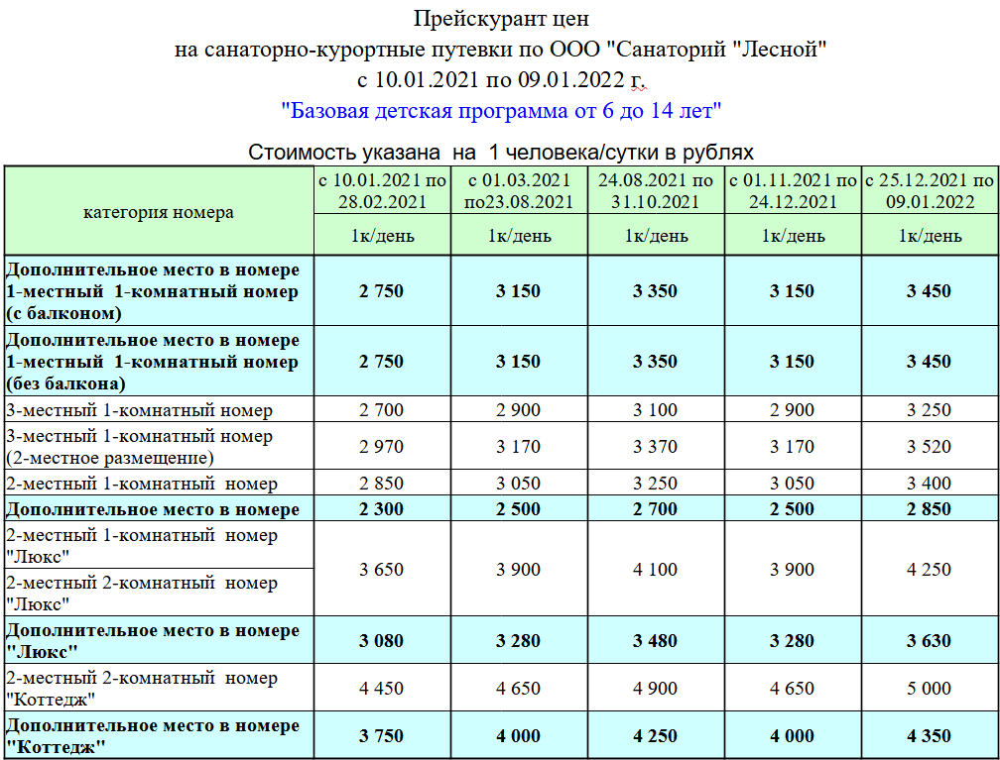 Прейскурант цен
на санаторно-курортные путевки по ООО "Санаторий "Лесной"
с 10.01.2021 по 09.01.2022 г.
"Базовая детская программа от 6 до 14 лет"
Стоимость указана на 1 человека/сутки в рублях
категория номера
с 10.01.2021 по
28.02.2021
с 01.03.2021
по23.08.2021
24.08.2021 по
31.10.2021
с 01.11.2021 по
24.12.2021
с 25.12.2021 по
09.01.2022
1к/день 1к/день 1к/день 1к/день 1к/день
Дополнительное место в номере
1-местный 1-комнатный номер
(с балконом)
2 750 3 150 3 350 3 150 3 450
Дополнительное место в номере
1-местный 1-комнатный номер
(без балкона)
2 750 3 150 3 350 3 150 3 450
3-местный 1-комнатный номер 2 700 2 900 3 100 2 900 3 250
3-местный 1-комнатный номер
(2-местное размещение)
2 970 3 170 3 370 3 170 3 520
2-местный 1-комнатный номер 2 850 3 050 3 250 3 050 3 400
Дополнительное место в номере 2 300 2 500 2 700 2 500 2 850
2-местный 1-комнатный номер
"Люкс"
2-местный 2-комнатный номер
"Люкс"
3 650 3 900 4 100 3 900 4 250
Дополнительное место в номере
"Люкс"
3 080 3 280 3 480 3 280 3 630
2-местный 2-комнатный номер
"Коттедж"
4 450 4 650 4 900 4 650 5 000
Дополнительное место в номере
"Коттедж"
3 750 4 000 4 250 4 000 4 350